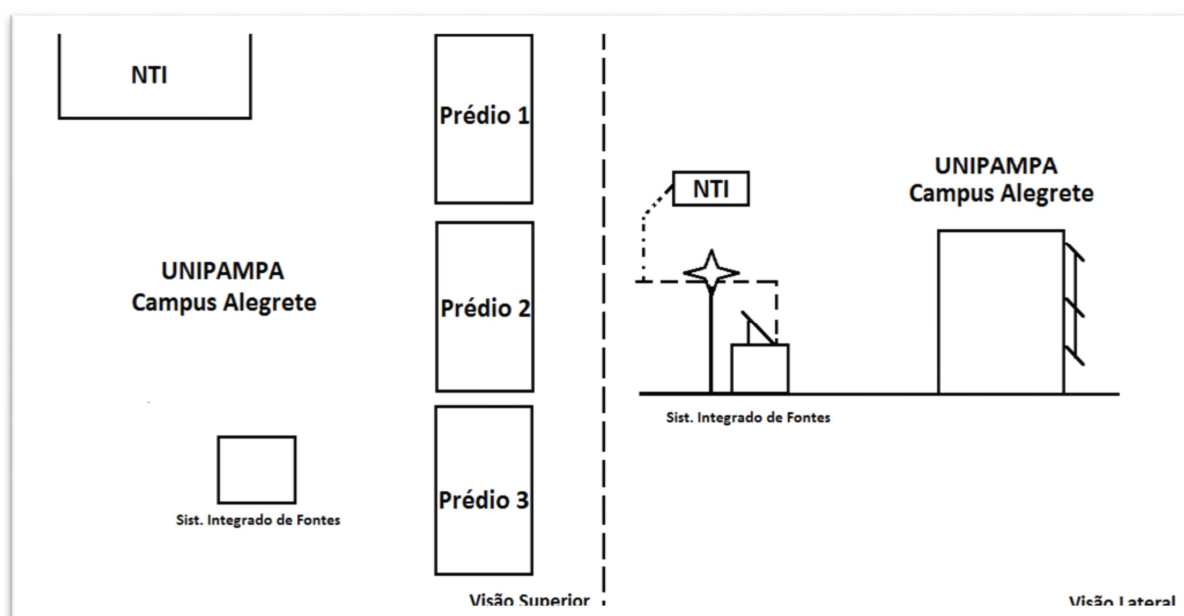 NTI
Prédio 1
UNIPAMPA
Campus Alegrete
Prédio 2
Sist. Integrado de Fontes
Prédio 3
Visão Superior
NTI
UNIPAMPA
Campus Alegrete
Sist. Integrado de Fontes
Visão Lateral